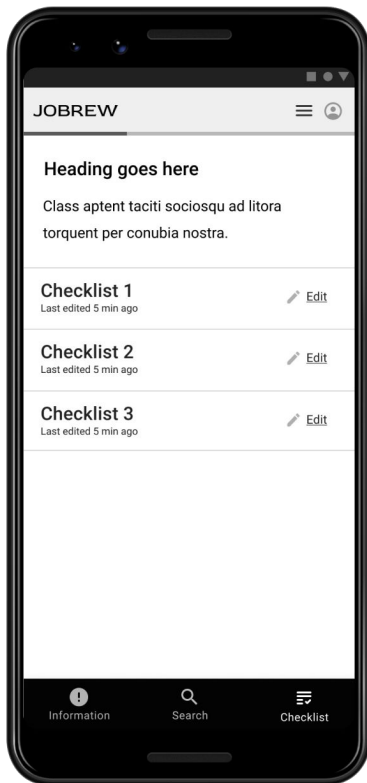 JOBREW
Heading goes here
Class aptent taciti sociosqu ad litora
torquent per conubia nostra.
Checklist 1
Last edited 5 min ago
Edit
Checklist 2
Last edited 5 min ago
Edit
Checklist 3
Last edited 5 min ago
Edit
Information
Search
Checklist